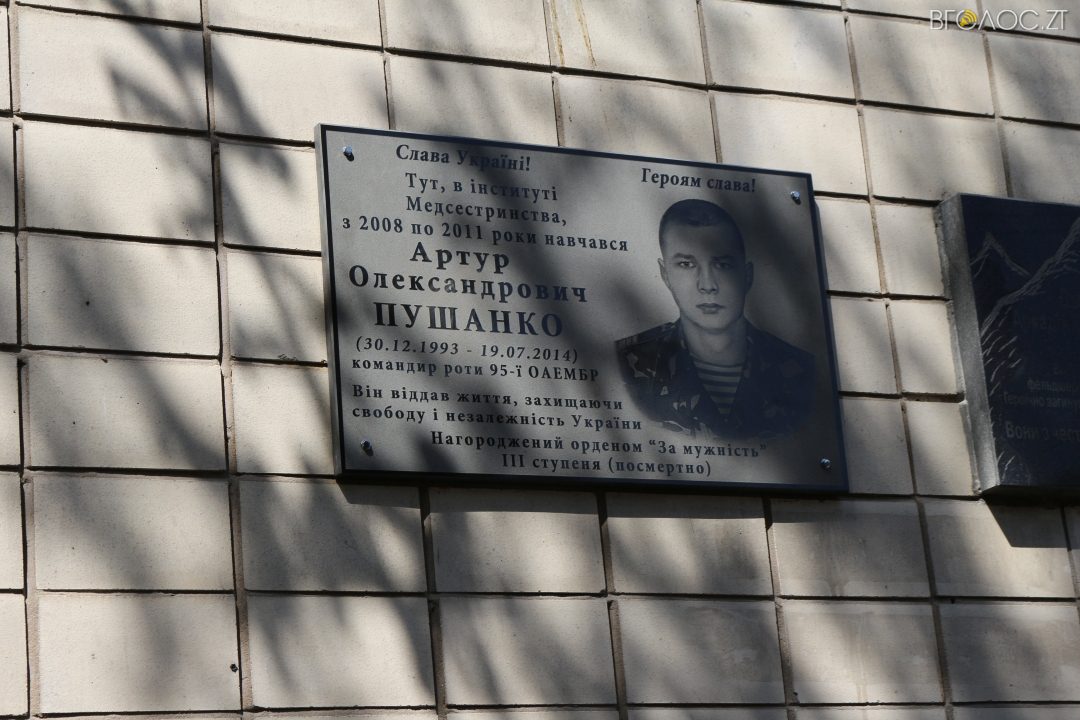 ВГОЛОС.ZT
Слава Україні!
Героям слава!
Тут, в інституті
Медсестринства,
з 2008 по 2011 роки навчався
Артур
Олександрович
ПУШАНКО
(30.12.1993 - 19.07.2014)
командир роти 95-ї ОАЕМБР
Він віддав життя, захищаючи
свободу і незалежність України
Нагороджений орденом “За мужність”
III ступеня (посмертно)
Вони з чест